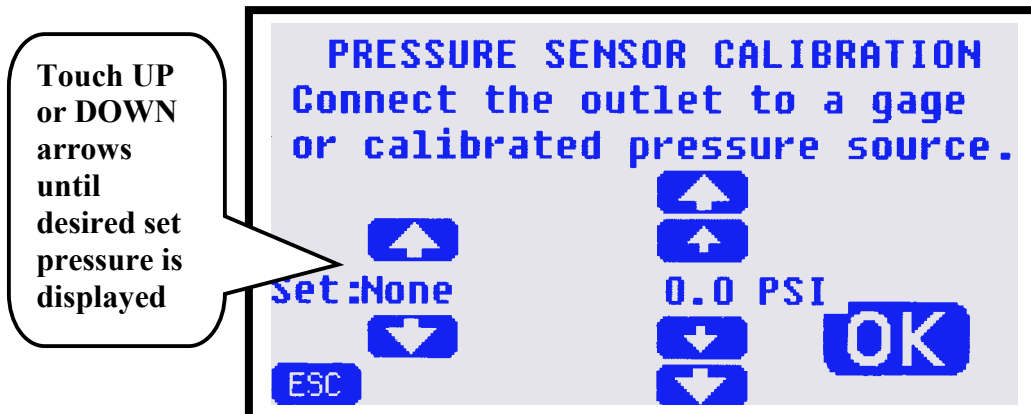 Touch UP
or DOWN
arrows
until
desired set
pressure is
displayed
PRESSURE SENSOR CALIBRATION
Connect the outlet to a gage
or calibrated pressure source.
Set:None 0.0 PSI
OK
ESC